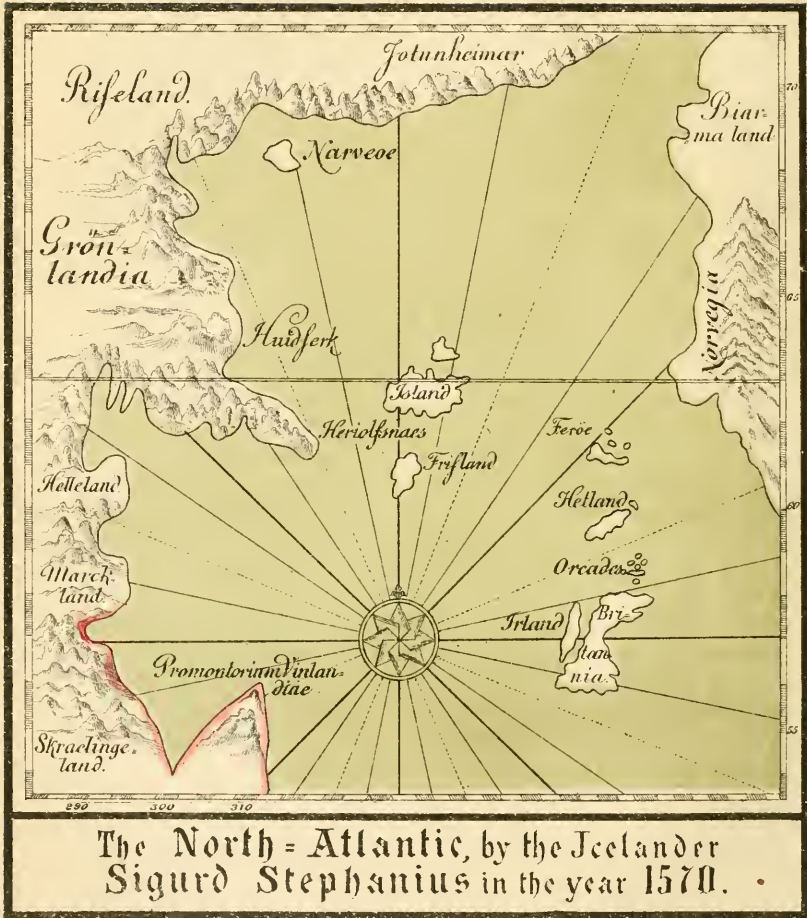 Jotunheimar
Riseland.
70
Biar=
ma land
Narveoe
Grön=
landia
65
Huidserk
Norvegia
Island
Heriolfsnaes
Feröe
Frisland
Helleland
60
Hetland
Orcades
Marck=
land.
Irland
Bri=
tan
nia.
Promontorium Vinlan=
diae
Skraelinge=
land.
55
290 300 310
The North=Atlantic, by the Icelander
Sigurd Stephanius in the year 1570.